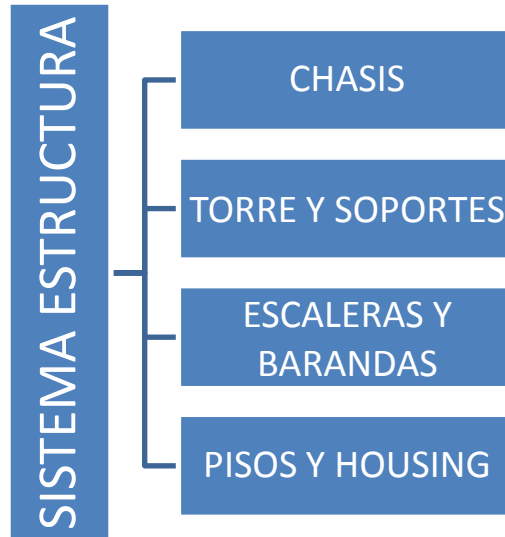 SISTEMA ESTRUCTURA
CHASIS
TORRE Y SOPORTES
ESCALERAS Y
BARANDAS
PISOS Y HOUSING